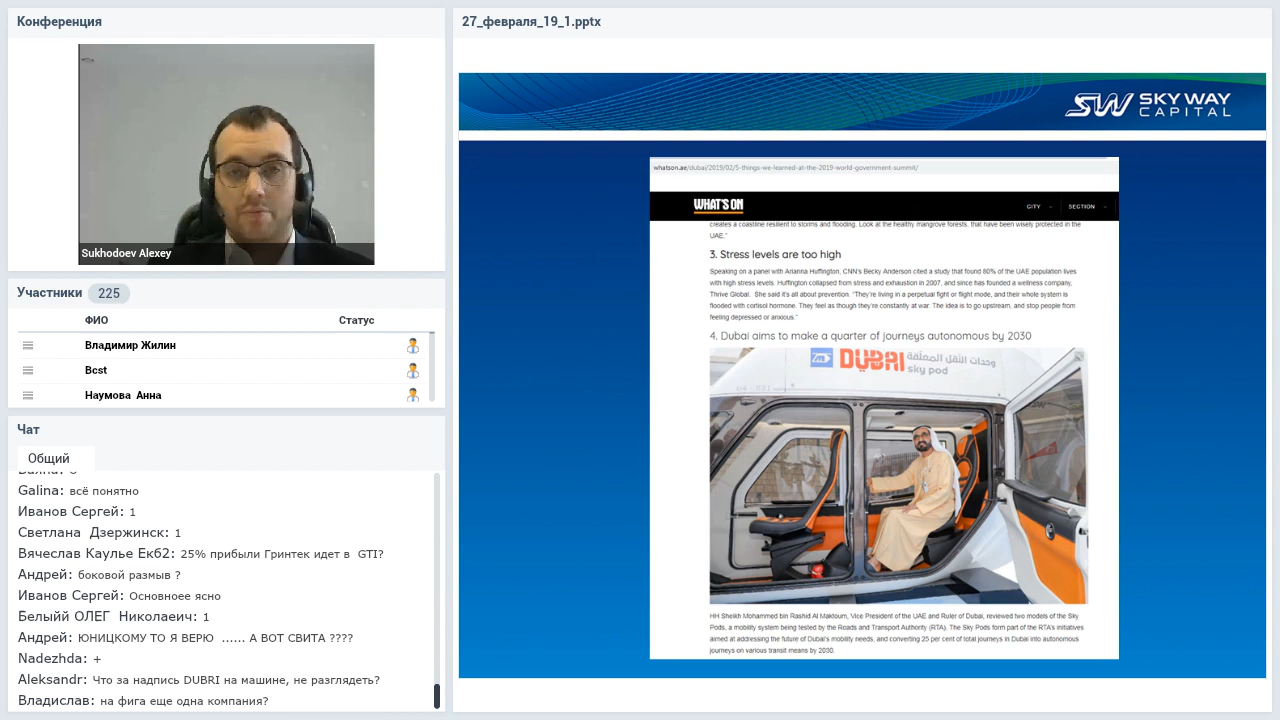 Конференция
Sukhodoev Alexey
Участники 225
ФИО Статус
Владимир Жилин
Bcst
Наумова Анна
Чат
Общий
Galina: всё понятно
Иванов Сергей: 1
Светлана Дзержинск: 1
Вячеслав Каулье Екб2: 25% прибыли Гринтек идет в GTI?
Андрей: боковой размыв ?
Иванов Сергей: Основноее ясно
Белый ОЛЕГ Николаеич: 1
Андрей: ЮНИЦКОМУ ТО Я ВЕРЮ ...... А ВОТ СВИТА ????
Nadezhda: +
Aleksandr: Что за надпись DUBRI на машине, не разглядеть?
Владислав: на фига еще одна компания?
27_февраля_19_1.pptx
SW SKY WAY
CAPITAL
whatson.ae/dubai/2019/02/5-things-we-learned-at-the-2019-world-government-summit/
WHAT'S ON CITY SECTION
creates a coastline resilient to storms and flooding. Look at the healthy mangrove forests, that have been wisely protected in the
UAE."
3. Stress levels are too high
Speaking on a panel with Arianna Huffington, CNN's Becky Anderson cited a study that found 80% of the UAE population lives
with high stress levels. Huffington collapsed from stress and exhaustion in 2007, and since has founded a wellness company,
Thrive Global. She said it's all about prevention. "They're living in a perpetual fight or flight mode, and their whole system is
flooded with cortisol hormone. They feel as though they're constantly at war. The idea is to go upstream, and stop people from
feeling depressed or anxious."
4. Dubai aims to make a quarter of journeys autonomous by 2030
DUBAI وحدات التنقل المعلقة
sky pod
HH Sheikh Mohammed bin Rashid Al Maktoum, Vice President of the UAE and Ruler of Dubai, reviewed two models of the Sky
Pods, a mobility system being tested by the Roads and Transport Authority (RTA). The Sky Pods form part of the RTA's initiatives
aimed at addressing the future of Dubai's mobility needs, and converting 25 per cent of total journeys in Dubai into autonomous
journeys on various transit means by 2030.